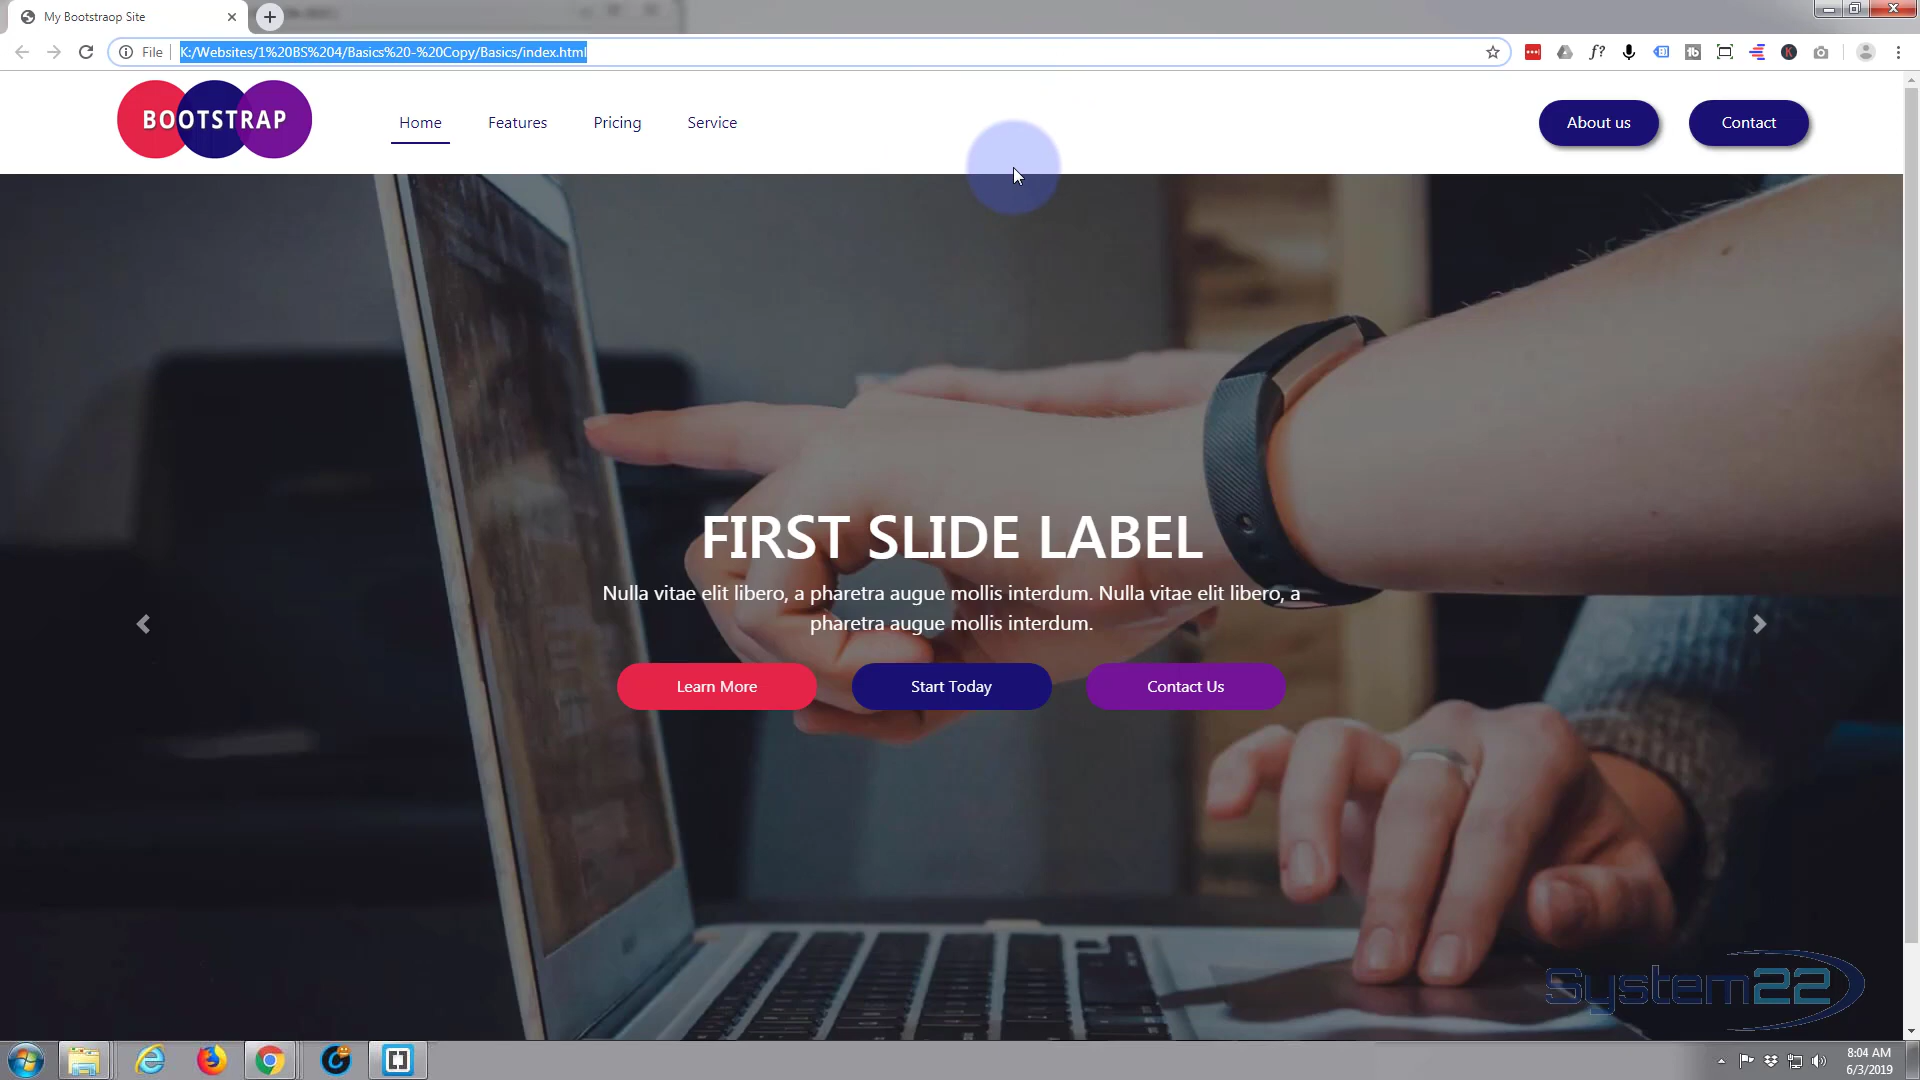 My Bootstraop Site
File K:/Websites/1%20BS%204/Basics%20-%20Copy/Basics/index.html
BOOTSTRAP
Home Features Pricing Service
About us Contact
FIRST SLIDE LABEL
Nulla vitae elit libero, a pharetra augue mollis interdum. Nulla vitae elit libero, a
pharetra augue mollis interdum.
Learn More Start Today Contact Us
System22
8:04 AM
6/3/2019